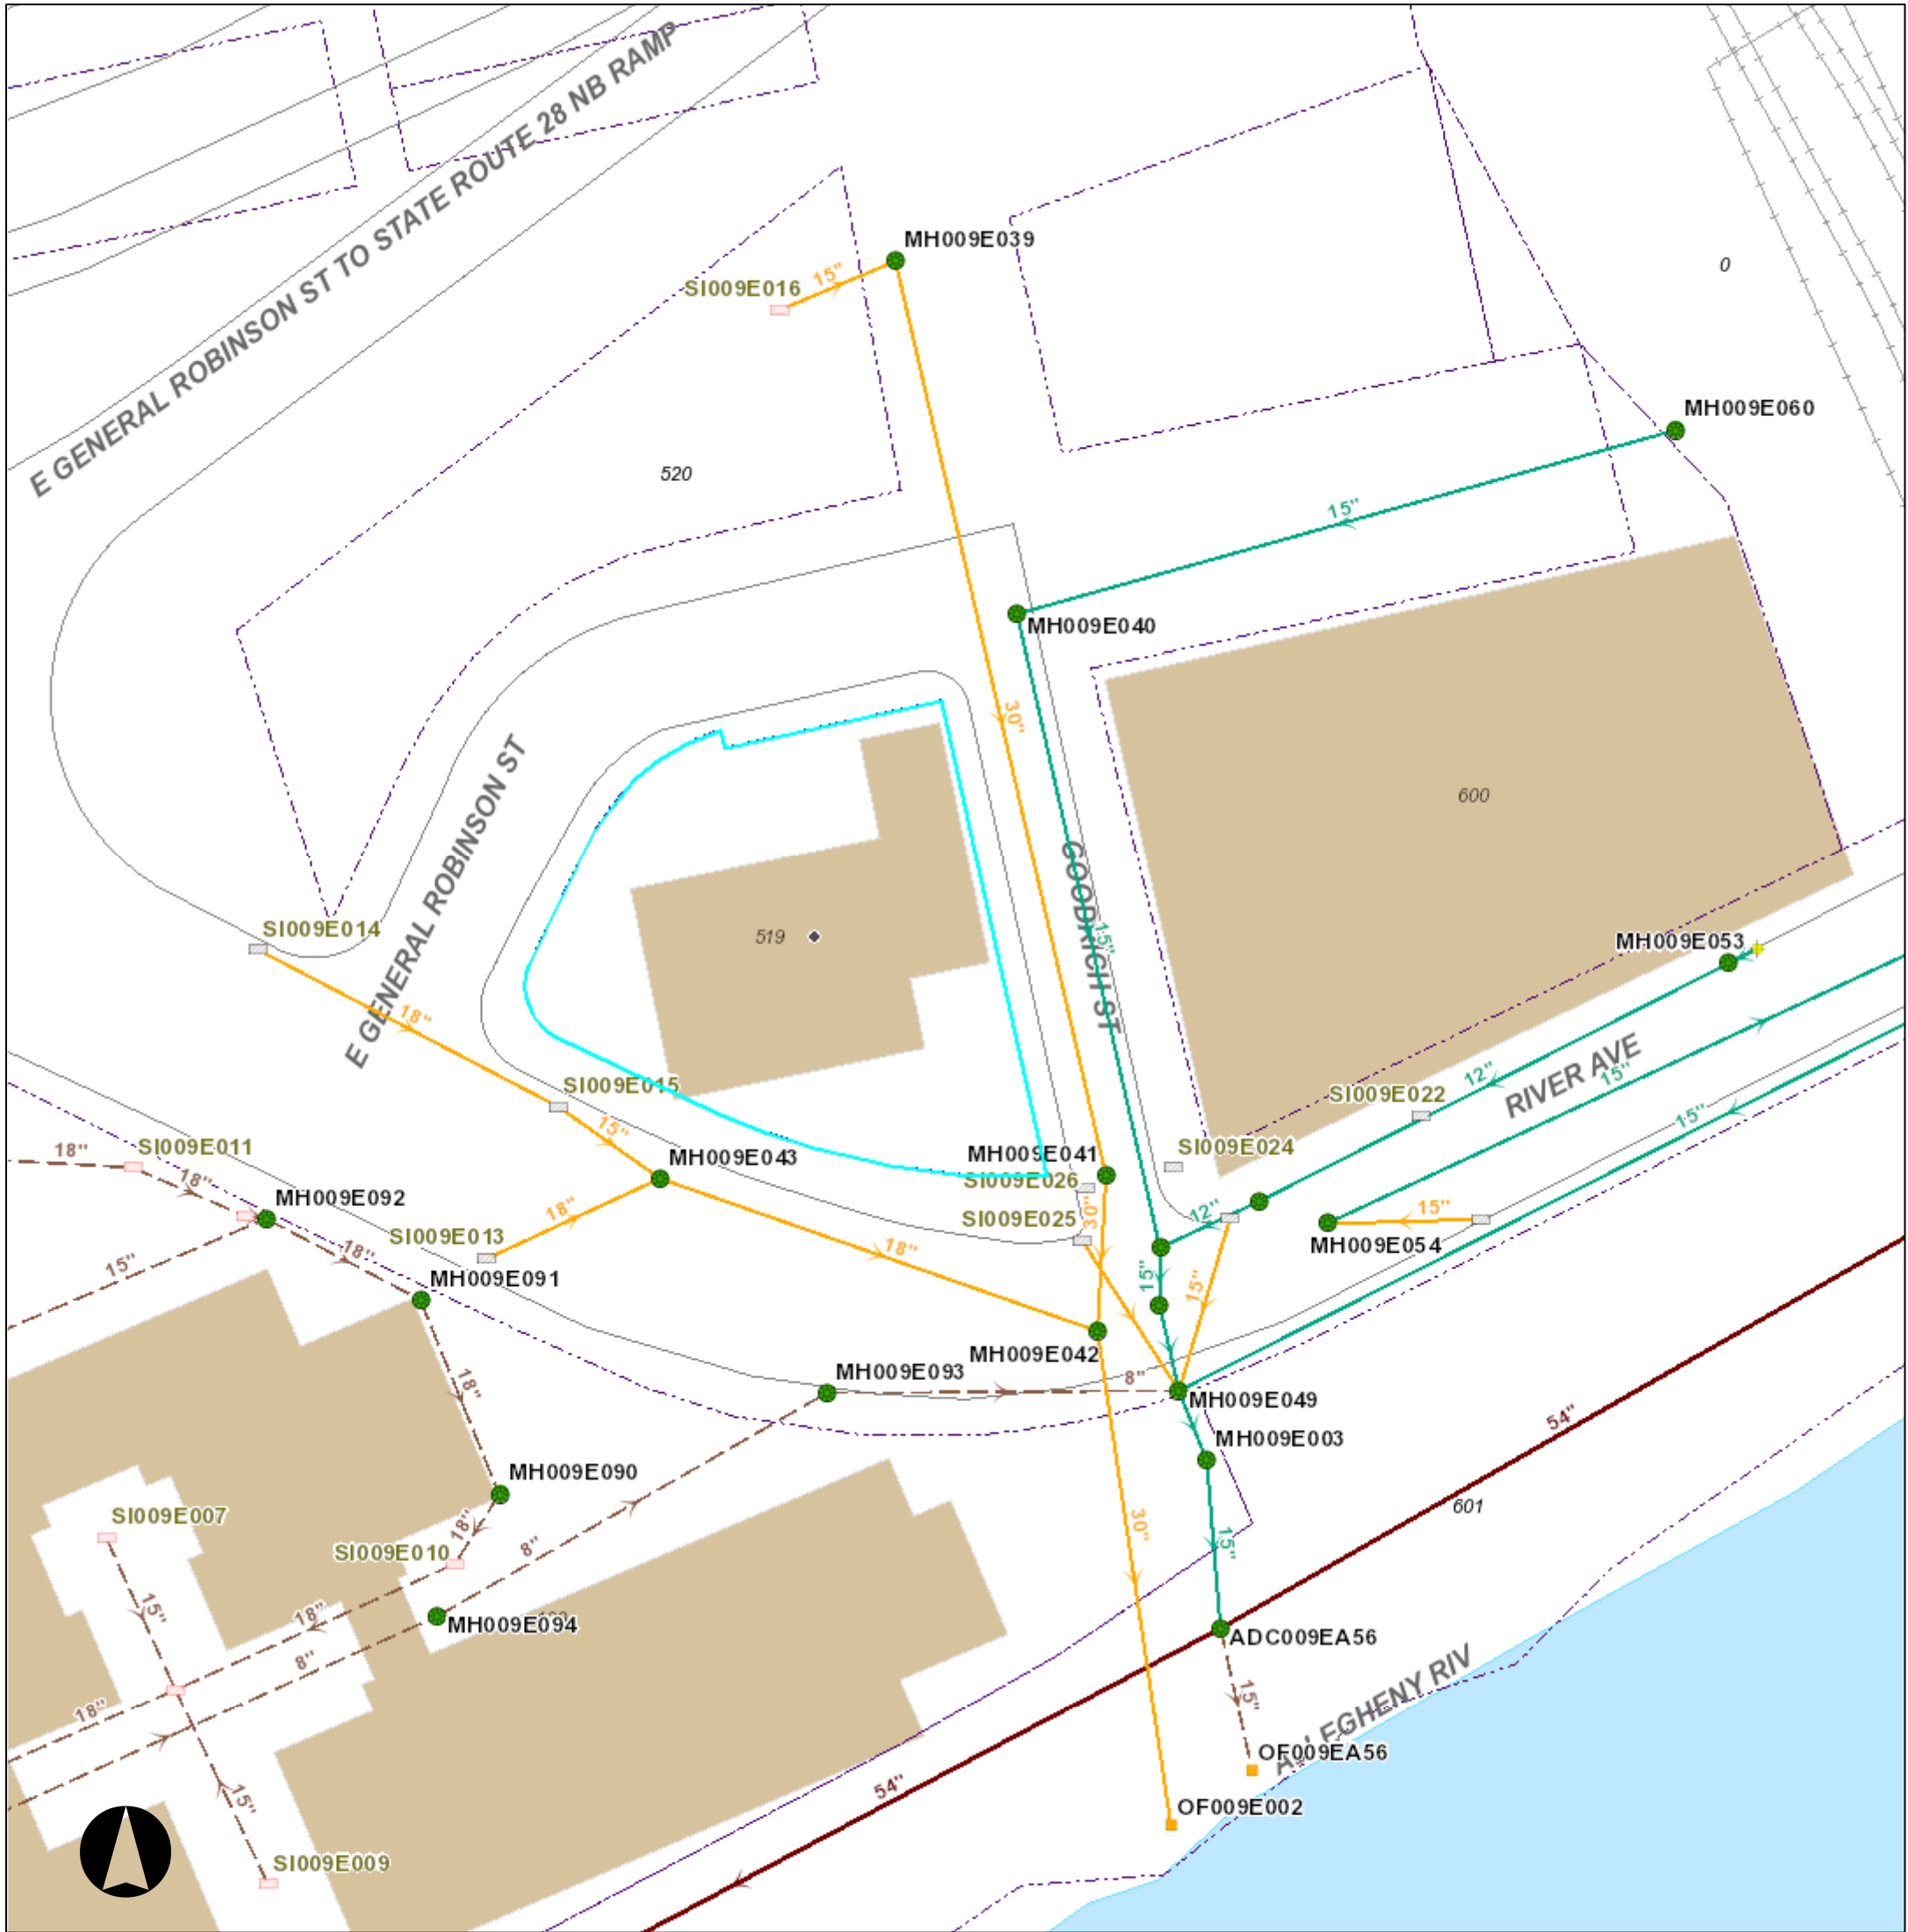 E GENERAL ROBINSON ST TO STATE ROUTE 28 NB RAMP
MH009E039
15"
SI009E016
0
MH009E060
520
15"
MH009E040
30"
E GENERAL ROBINSON ST
600
GOODRICH ST
15"
519
SI009E014
MH009E053
18"
RIVER AVE
12"
15"
SI009E015
SI009E022
15"
15"
18"
SI009E011
MH009E043
MH009E041
SI009E024
18"
SI009E026
MH009E092
18"
30"
SI009E025
12"
15"
SI009E013
18"
18"
MH009E054
15"
MH009E091
15"
15"
MH009E042
MH009E093
8"
18"
MH009E049
54"
MH009E003
MH009E090
601
SI009E007
30"
18"
8"
15"
SI009E010
15"
18"
MH009E094
ADC009EA56
8"
15"
18"
ALLEGHENY RIV
OF009EA56
54"
15"
OF009E002
SI009E009